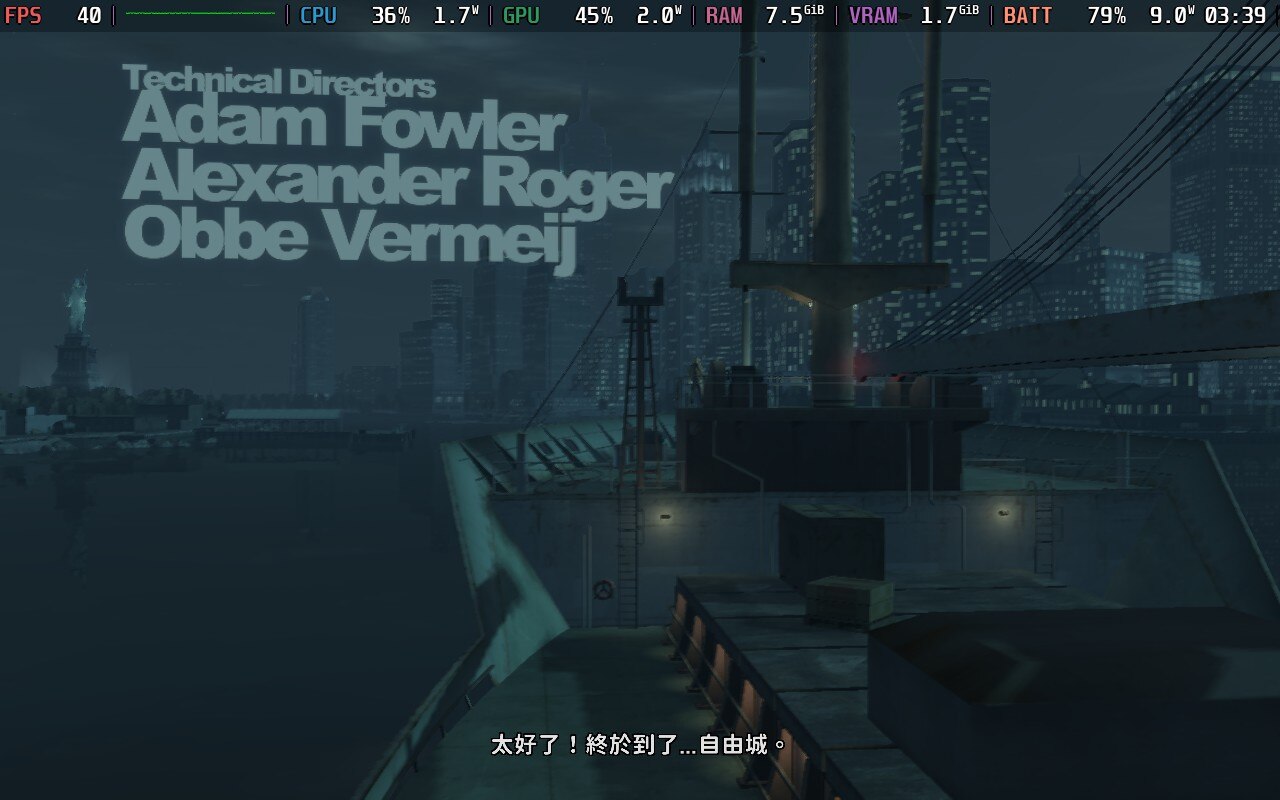 FPS 40 | CPU 36% 1.7W | GPU 45% 2.0W | RAM 7.5GiB | VRAM 1.7GiB | BATT 79% 9.0W 03:39
Technical Directors
Adam Fowler
Alexander Roger
Obbe Vermeij
太好了！終於到了...自由城。